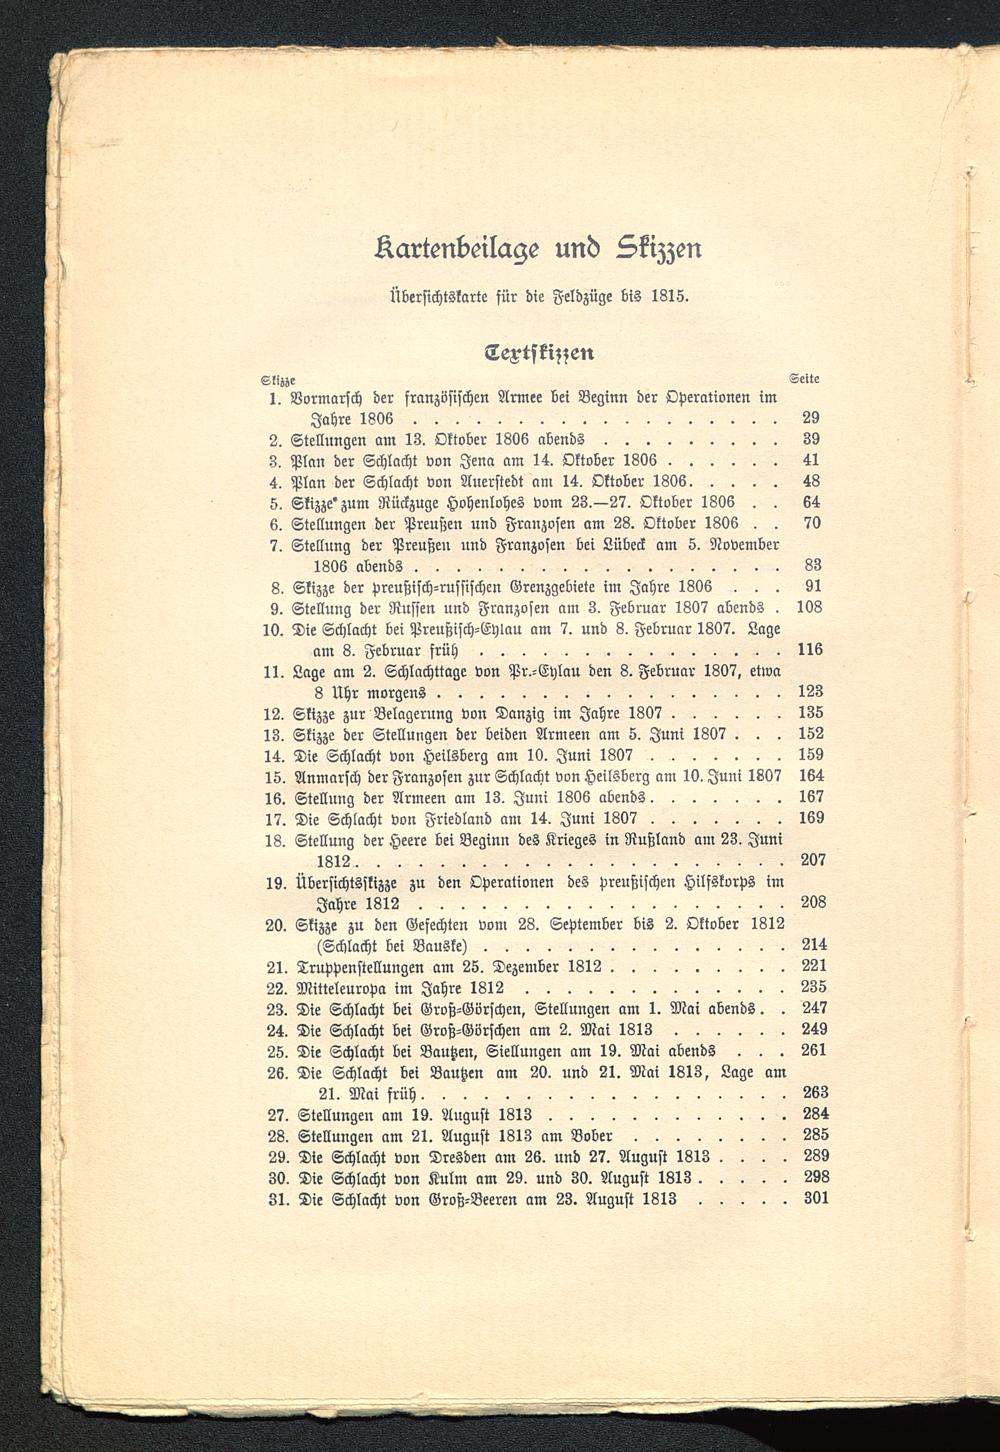 Kartenbeilage und Skizzen
Übersichtskarte für die Feldzüge bis 1815.
Textskizzen
Skizze Seite
1. Vormarsch der französischen Armee bei Beginn der Operationen im
Jahre 1806 . . . . . . . . . . . . . . . . . . 29
2. Stellungen am 13. Oktober 1806 abends . . . . . . . . . 39
3. Plan der Schlacht von Jena am 14. Oktober 1806 . . . . . . 41
4. Plan der Schlacht von Auerstedt am 14. Oktober 1806. . . . . 48
5. Skizze zum Rückzuge Hohenlohes vom 23.—27. Oktober 1806 . . 64
6. Stellungen der Preußen und Franzosen am 28. Oktober 1806 . . 70
7. Stellung der Preußen und Franzosen bei Lübeck am 5. November
1806 abends . . . . . . . . . . . . . . . . . . 83
8. Skizze der preußisch-russischen Grenzgebiete im Jahre 1806 . . . 91
9. Stellung der Russen und Franzosen am 3. Februar 1807 abends . 108
10. Die Schlacht bei Preußisch-Eylau am 7. und 8. Februar 1807. Lage
am 8. Februar früh . . . . . . . . . . . . . . . 116
11. Lage am 2. Schlachttage von Pr.-Eylau den 8. Februar 1807, etwa
8 Uhr morgens . . . . . . . . . . . . . . . . . 123
12. Skizze zur Belagerung von Danzig im Jahre 1807 . . . . . . 135
13. Skizze der Stellungen der beiden Armeen am 5. Juni 1807 . . . 152
14. Die Schlacht von Heilsberg am 10. Juni 1807 . . . . . . . 159
15. Anmarsch der Franzosen zur Schlacht von Heilsberg am 10. Juni 1807 164
16. Stellung der Armeen am 13. Juni 1806 abends . . . . . . . 167
17. Die Schlacht von Friedland am 14. Juni 1807 . . . . . . . 169
18. Stellung der Heere bei Beginn des Krieges in Rußland am 23. Juni
1812 . . . . . . . . . . . . . . . . . . . . . 207
19. Übersichtsskizze zu den Operationen des preußischen Hilfskorps im
Jahre 1812 . . . . . . . . . . . . . . . . . . 208
20. Skizze zu den Gefechten vom 28. September bis 2. Oktober 1812
(Schlacht bei Bauske) . . . . . . . . . . . . . . . 214
21. Truppenstellungen am 25. Dezember 1812 . . . . . . . . . 221
22. Mitteleuropa im Jahre 1812 . . . . . . . . . . . . . 235
23. Die Schlacht bei Groß-Görschen, Stellungen am 1. Mai abends . . 247
24. Die Schlacht bei Groß-Görschen am 2. Mai 1813 . . . . . . 249
25. Die Schlacht bei Bautzen, Siellungen am 19. Mai abends . . . 261
26. Die Schlacht bei Bautzen am 20. und 21. Mai 1813, Lage am
21. Mai früh . . . . . . . . . . . . . . . . . . 263
27. Stellungen am 19. August 1813 . . . . . . . . . . . . 284
28. Stellungen am 21. August 1813 am Bober . . . . . . . . 285
29. Die Schlacht von Dresden am 26. und 27. August 1813 . . . . 289
30. Die Schlacht von Kulm am 29. und 30. August 1813 . . . . . 298
31. Die Schlacht von Groß-Beeren am 23. August 1813 . . . . . 301